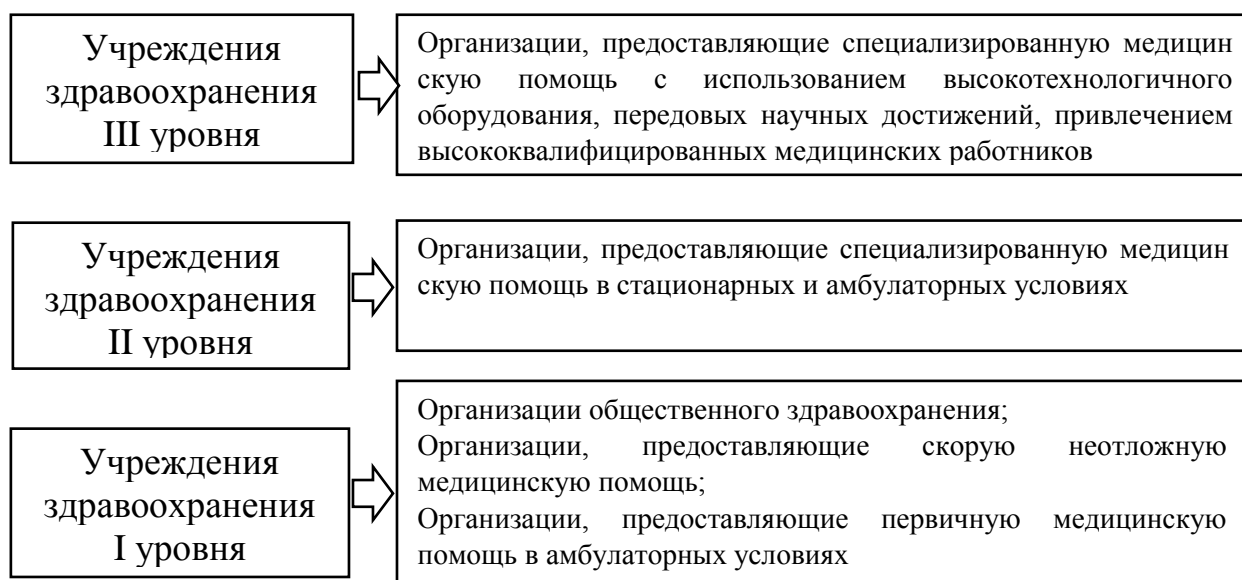 Учреждения
здравоохранения
III уровня
Организации, предоставляющие специализированную медицин
скую помощь с использованием высокотехнологичного
оборудования, передовых научных достижений, привлечением
высококвалифицированных медицинских работников
Учреждения
здравоохранения
II уровня
Организации, предоставляющие специализированную медицин
скую помощь в стационарных и амбулаторных условиях
Учреждения
здравоохранения
I уровня
Организации общественного здравоохранения;
Организации, предоставляющие скорую неотложную
медицинскую помощь;
Организации, предоставляющие первичную медицинскую
помощь в амбулаторных условиях